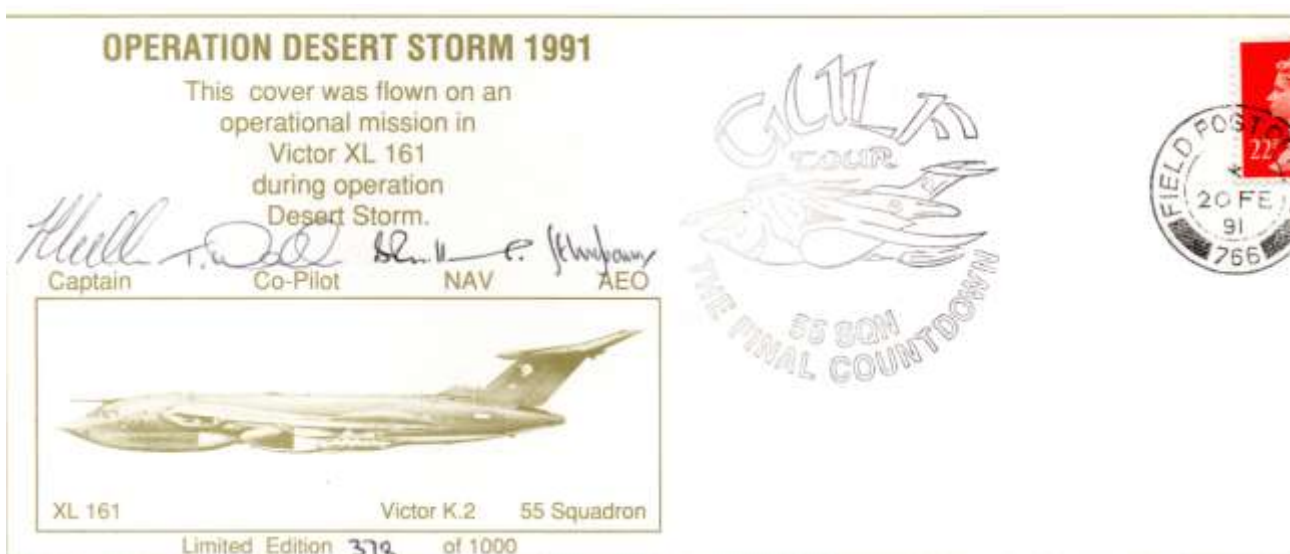 OPERATION DESERT STORM 1991
This cover was flown on an
operational mission in
Victor XL 161
during operation
Desert Storm.
Captain Co-Pilot NAV AEO
XL 161 Victor K.2 55 Squadron
Limited Edition 372 of 1000
GULF
TOUR
55 SQN
THE FINAL COUNTDOWN
22
FIELD POST
20 FE
91
766